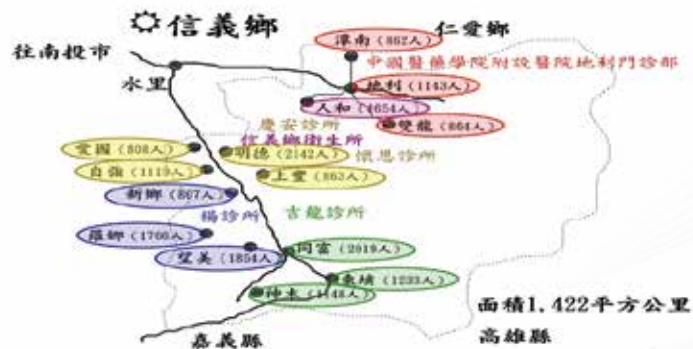 信義鄉
仁愛鄉
往南投市
水里
潭南(862人)
中國醫藥學院附設醫院地利門診部
地利(1143人)
人和(1654人)
雙龍(864人)
慶安診所
信義鄉衛生所
愛國(808人)
明德(2142人)
懷恩診所
自強(1119人)
上豐(863人)
新鄉(867人)
楊診所
吉龍診所
羅娜(1766人)
望美(1854人)
同富(2019人)
東埔(1233人)
神木(1148人)
面積1,422平方公里
嘉義縣
高雄縣